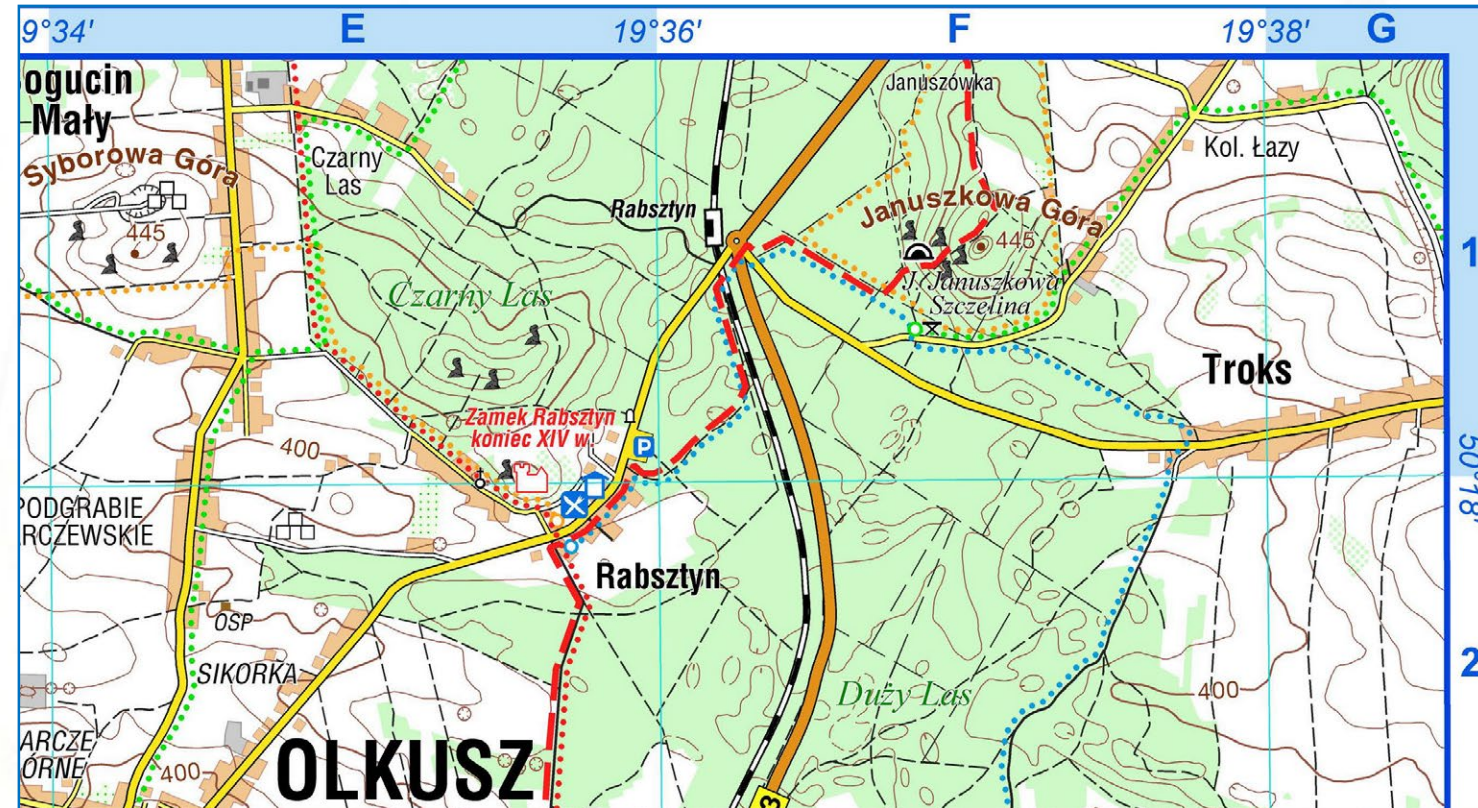 9°34'
E
19°36'
F
19°38'
G
ogucin
Mały
Januszówka
Syborowa Góra
Czarny
Las
Kol. Łazy
445
Rabsztyn
Januszkowa Góra
445
1
J. Januszkowa
Szczelina
Czarny Las
Troks
Zamek Rabsztyn
koniec XIV w.
400
P
50°18'
PODGRABIE
RCZEWSKIE
Rabsztyn
OSP
SIKORKA
2
400
Duży Las
ARCZE
ÓRNE
400
OLKUSZ
3